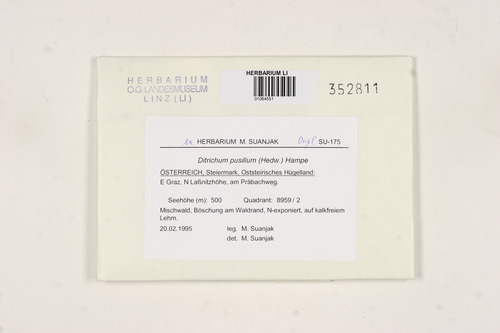 HERBARIUM
O.Ö.LANDESMUSEUM
LINZ (LI)
HERBARIUM LI
352811
ex HERBARIUM M. SUANJAK SU-175
Ditrichum pusillum (Hedw.) Hampe
ÖSTERREICH, Steiermark, Oststeirisches Hügelland:
E Graz, N Laßnitzhöhe, am Präbachweg.
Seehöhe (m): 500 Quadrant: 8959 / 2
Mischwald, Böschung am Waldrand, N-exponiert, auf kalkfreiem
Lehm.
20.02.1995 leg. M. Suanjak
det. M. Suanjak